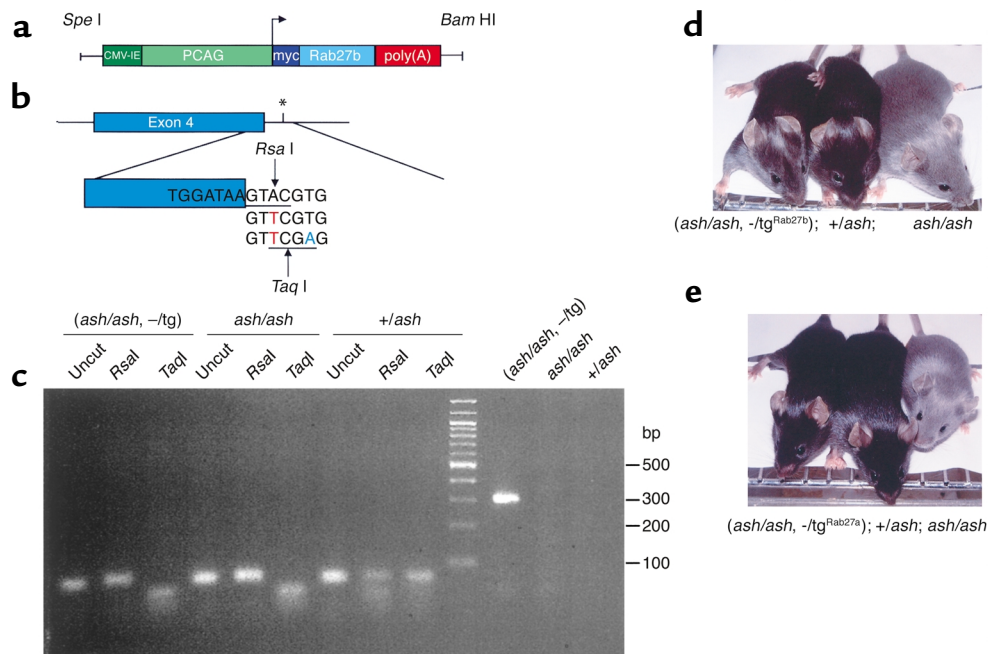 a
Spe I
Bam HI
CMV-IE PCAG myc Rab27b poly(A)
b
*
Exon 4
Rsa I
TGGATAAGTACGTG
GTTCGTG
GTTCGAG
Taq I
(ash/ash, –/tg) ash/ash +/ash
Uncut RsaI TaqI Uncut RsaI TaqI Uncut RsaI TaqI (ash/ash, –/tg) ash/ash +/ash
c
bp
500
300
200
100
d
(ash/ash, -/tgRab27b); +/ash; ash/ash
e
(ash/ash, -/tgRab27a); +/ash; ash/ash